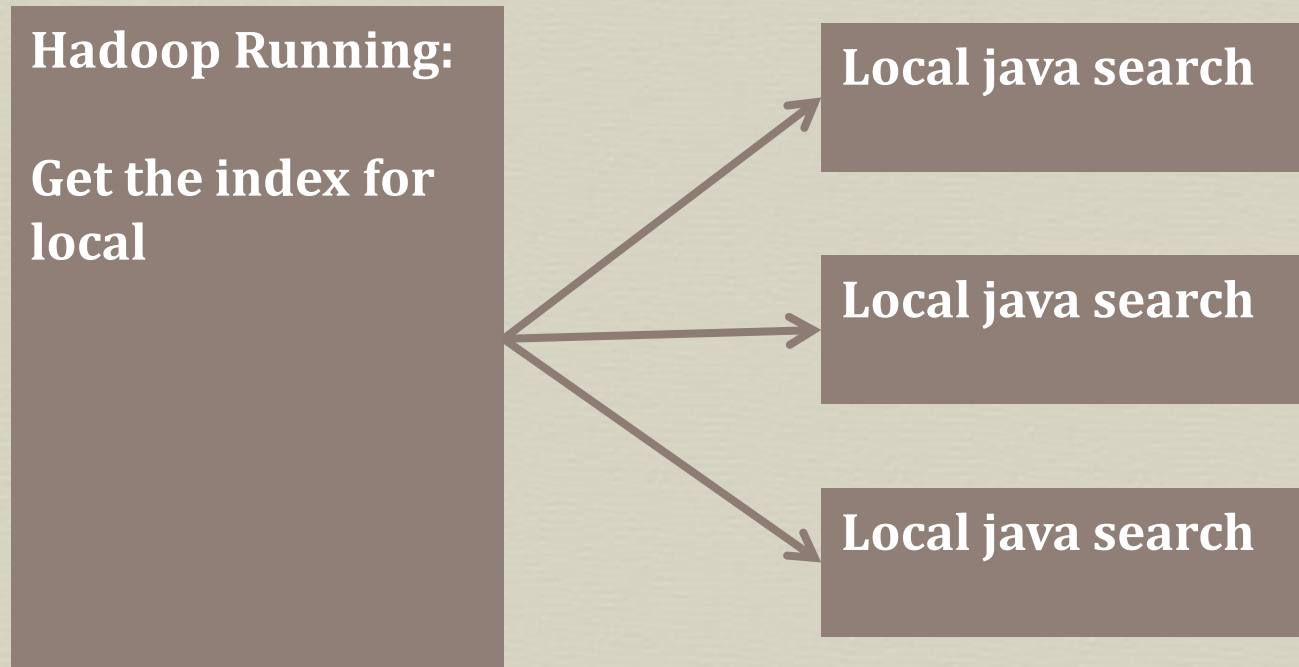 Hadoop Running:
Get the index for
local
Local java search
Local java search
Local java search